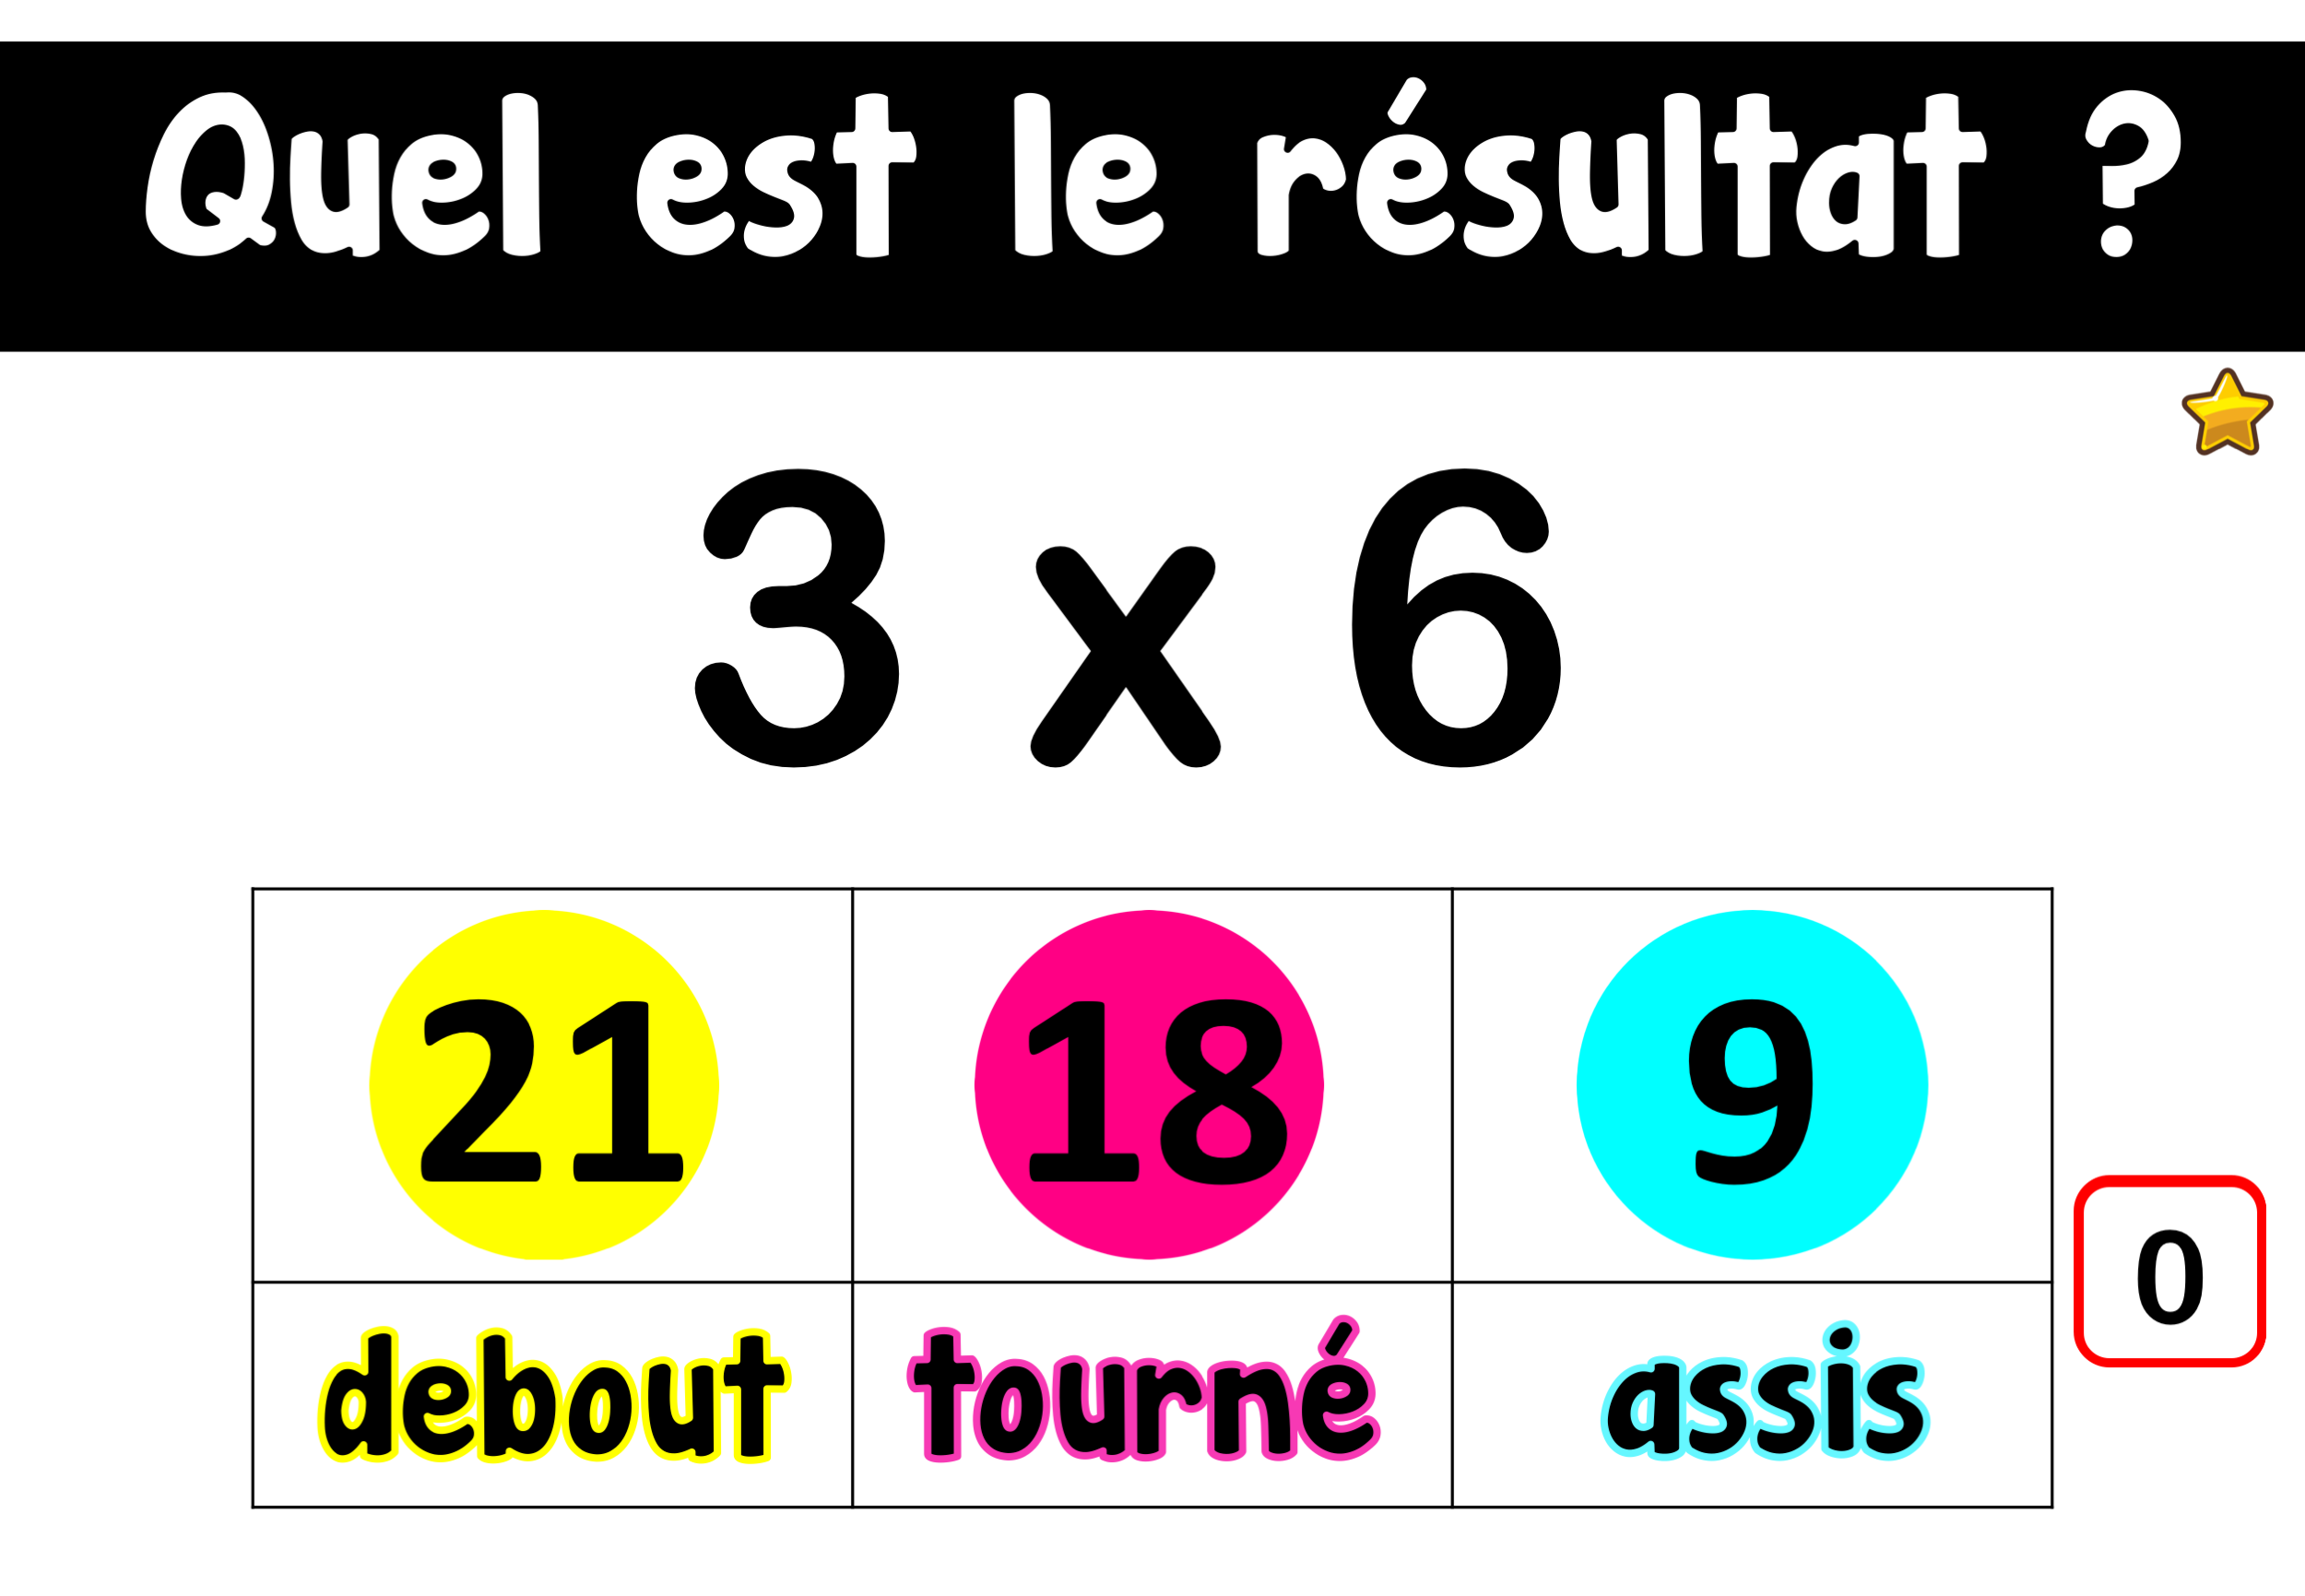 Quel est le résultat ?
3 x 6
21 18 9
0
debout tourné assis